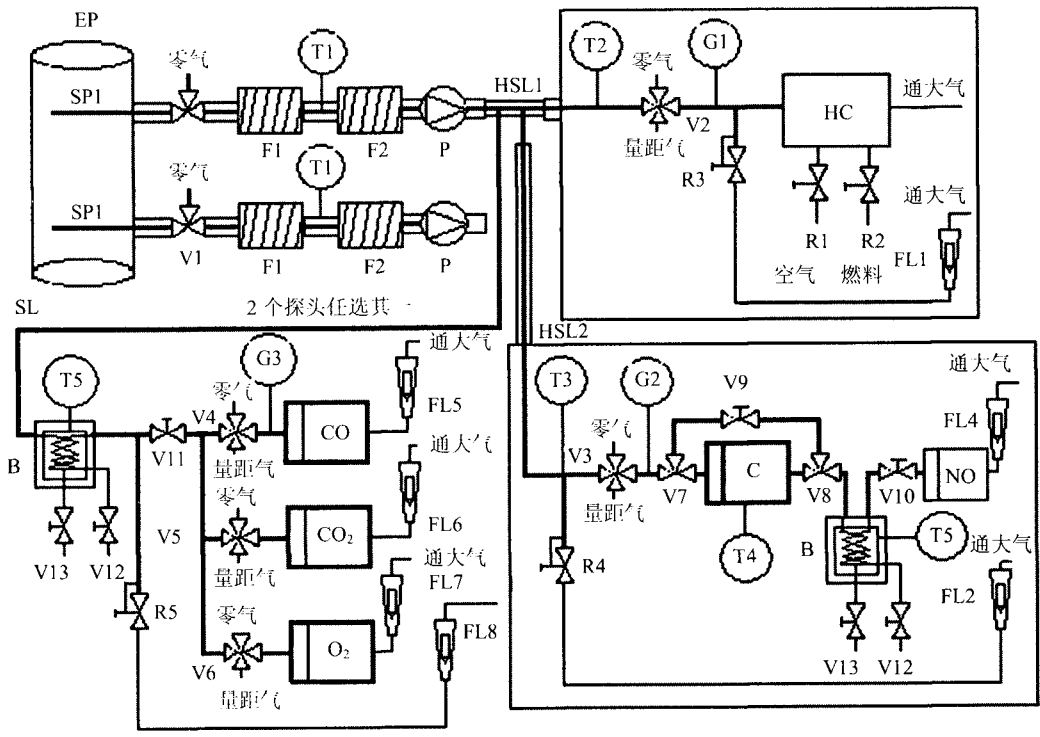 EP
零气
T1
SP1
F1
F2
P
HSL1
零气
T1
SP1
V1
F1
F2
P
SL
2个探头任选其一
T2
零气
G1
V2
量距气
HC
通大气
R3
R1
R2
空气
燃料
通大气
FL1
HSL2
T5
B
V13
V12
V11
R5
V4
零气
G3
量距气
CO
通大气
FL5
V5
零气
量距气
CO₂
通大气
FL6
V6
零气
量距气
O₂
通大气
FL7
FL8
T3
G2
V9
零气
V3
量距气
V7
C
V8
T4
R4
V10
NO
通大气
FL4
B
T5
V13
V12
通大气
FL2